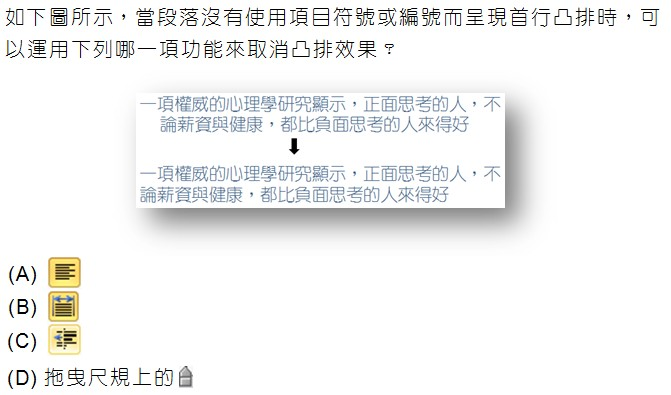 如下圖所示，當段落沒有使用項目符號或編號而呈現首行凸排時，可
以運用下列哪一項功能來取消凸排效果？
一項權威的心理學研究顯示，正面思考的人，不
論薪資與健康，都比負面思考的人來得好
一項權威的心理學研究顯示，正面思考的人，不
論薪資與健康，都比負面思考的人來得好
(A)
(B)
(C)
(D) 拖曳尺規上的